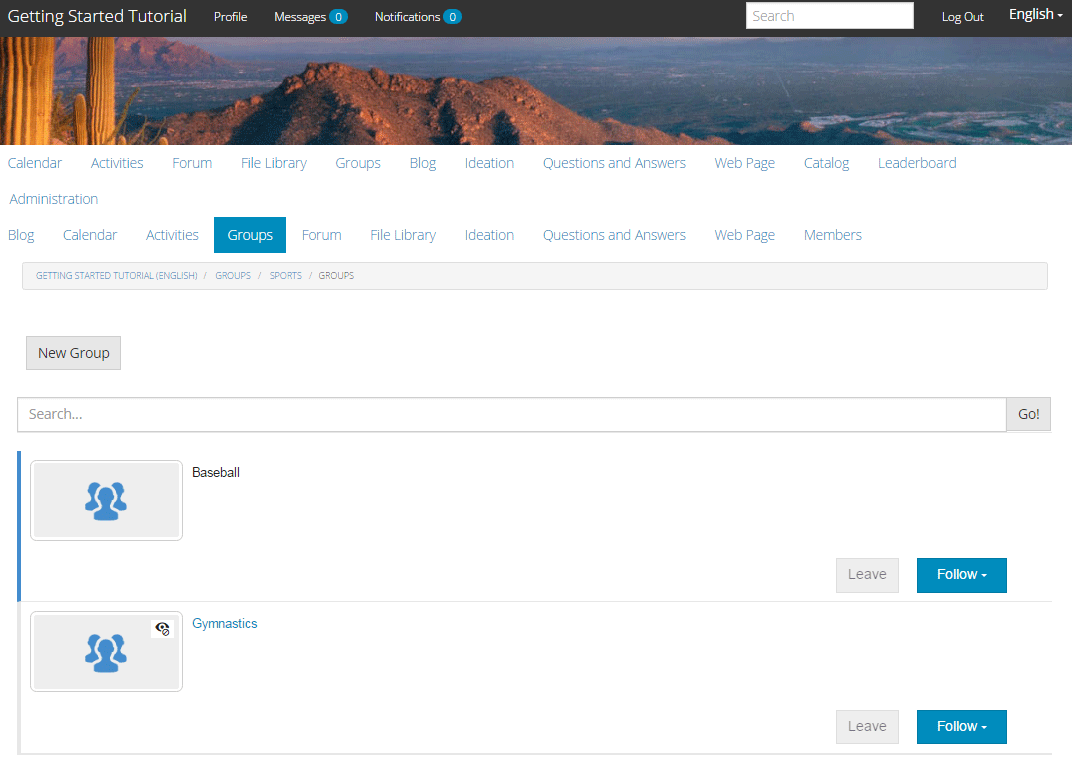 Getting Started Tutorial Profile Messages 0 Notifications 0 Search Log Out English
Calendar Activities Forum File Library Groups Blog Ideation Questions and Answers Web Page Catalog Leaderboard
Administration
Blog Calendar Activities Groups Forum File Library Ideation Questions and Answers Web Page Members
GETTING STARTED TUTORIAL (ENGLISH) / GROUPS / SPORTS / GROUPS
New Group
Search... Go!
Baseball
Leave Follow
Gymnastics
Leave Follow